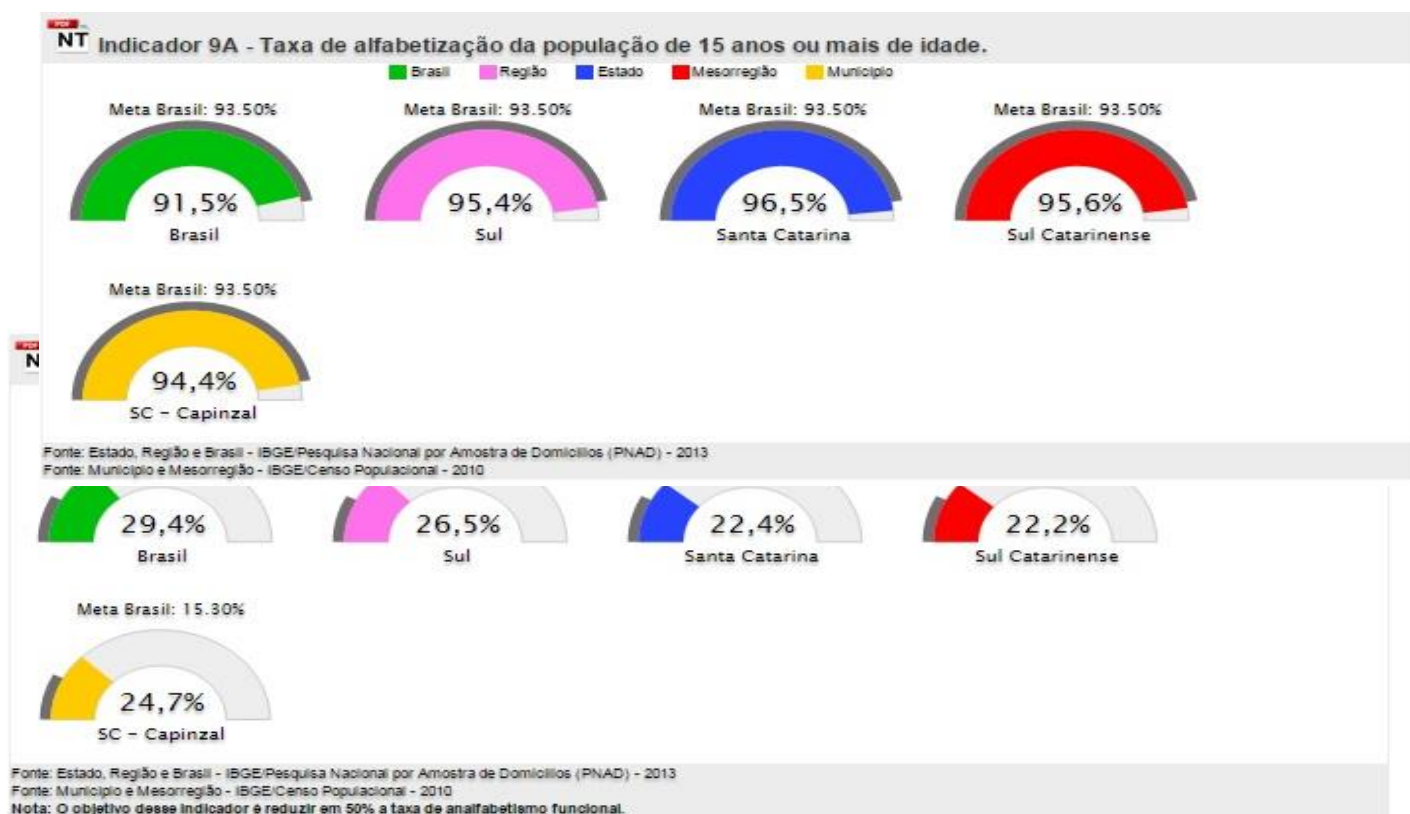 PDF
NT Indicador 9A - Taxa de alfabetização da população de 15 anos ou mais de idade.
Brasil Região Estado Mesorregião Município
Meta Brasil: 93.50% Meta Brasil: 93.50% Meta Brasil: 93.50% Meta Brasil: 93.50%
91,5% 95,4% 96,5% 95,6%
Brasil Sul Santa Catarina Sul Catarinense
Meta Brasil: 93.50%
PDF
N
94,4%
SC - Capinzal
Fonte: Estado, Região e Brasil - IBGE/Pesquisa Nacional por Amostra de Domicílios (PNAD) - 2013
Fonte: Município e Mesorregião - IBGE/Censo Populacional - 2010
29,4% 26,5% 22,4% 22,2%
Brasil Sul Santa Catarina Sul Catarinense
Meta Brasil: 15.30%
24,7%
SC - Capinzal
Fonte: Estado, Região e Brasil - IBGE/Pesquisa Nacional por Amostra de Domicílios (PNAD) - 2013
Fonte: Município e Mesorregião - IBGE/Censo Populacional - 2010
Nota: O objetivo desse indicador é reduzir em 50% a taxa de analfabetismo funcional.